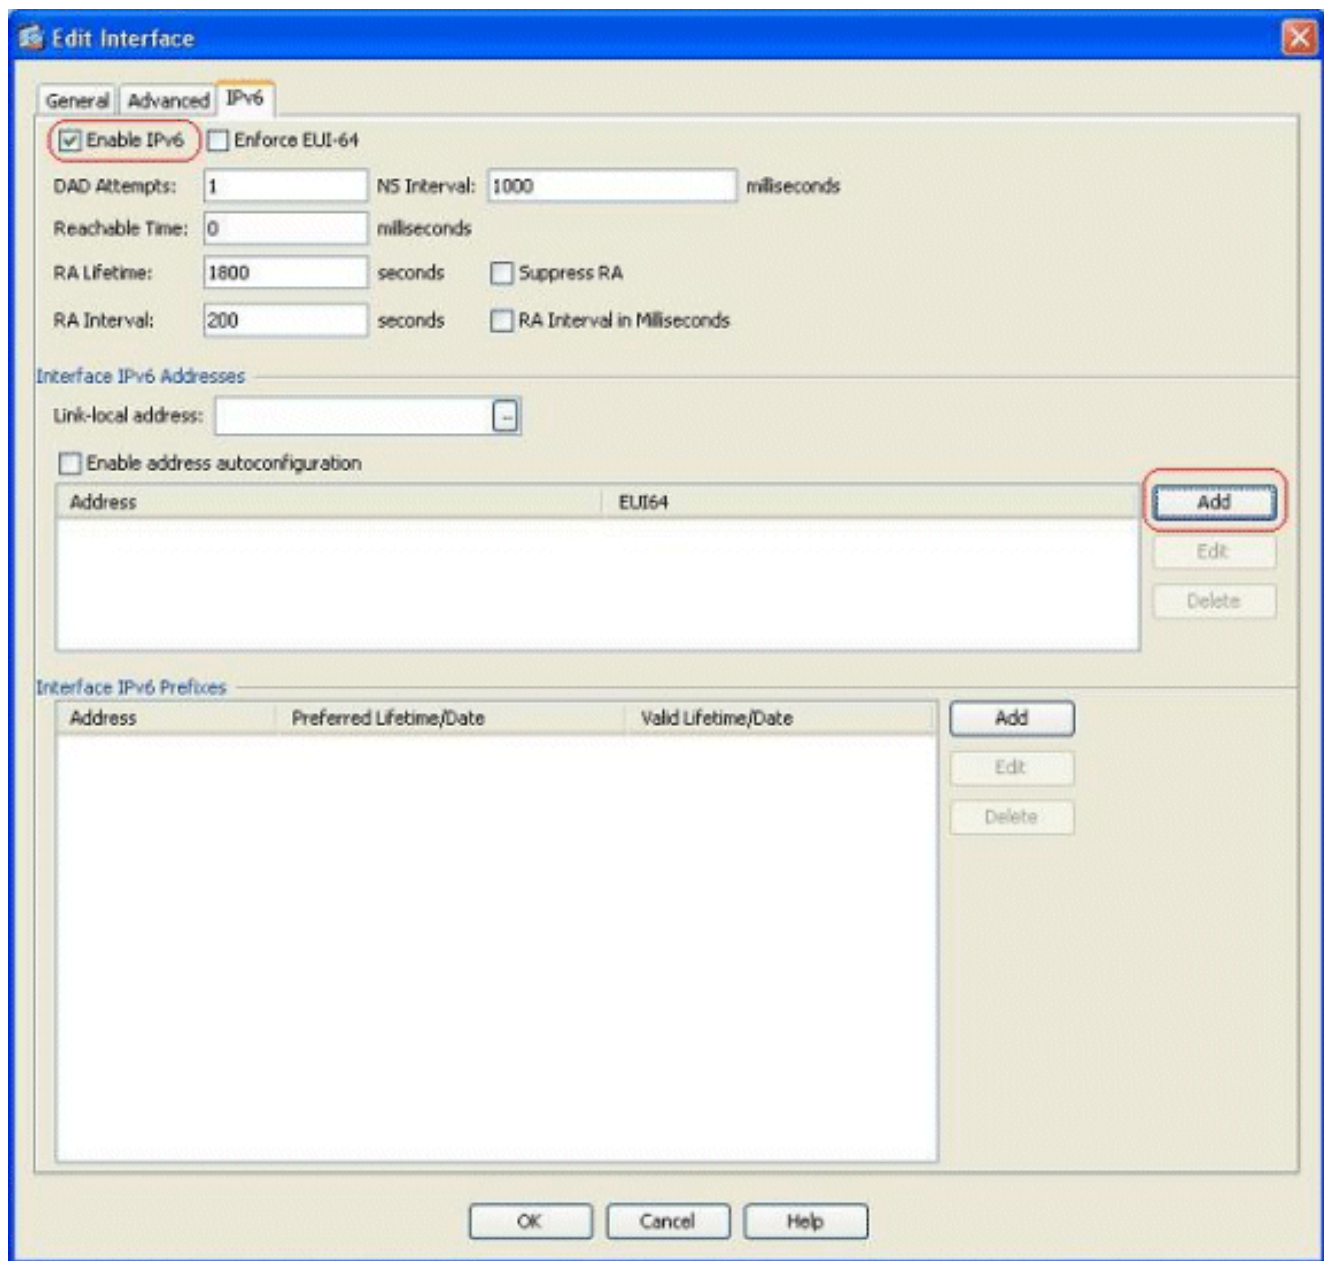 Edit Interface
General Advanced IPv6
Enable IPv6 Enforce EUI-64
DAD Attempts: 1 NS Interval: 1000 milliseconds
Reachable Time: 0 milliseconds
RA Lifetime: 1800 seconds Suppress RA
RA Interval: 200 seconds RA Interval in Milliseconds
Interface IPv6 Addresses
Link-local address: ...
Enable address autoconfiguration
Address EUI64
Add
Edit
Delete
Interface IPv6 Prefixes
Address Preferred Lifetime/Date Valid Lifetime/Date
Add
Edit
Delete
OK Cancel Help